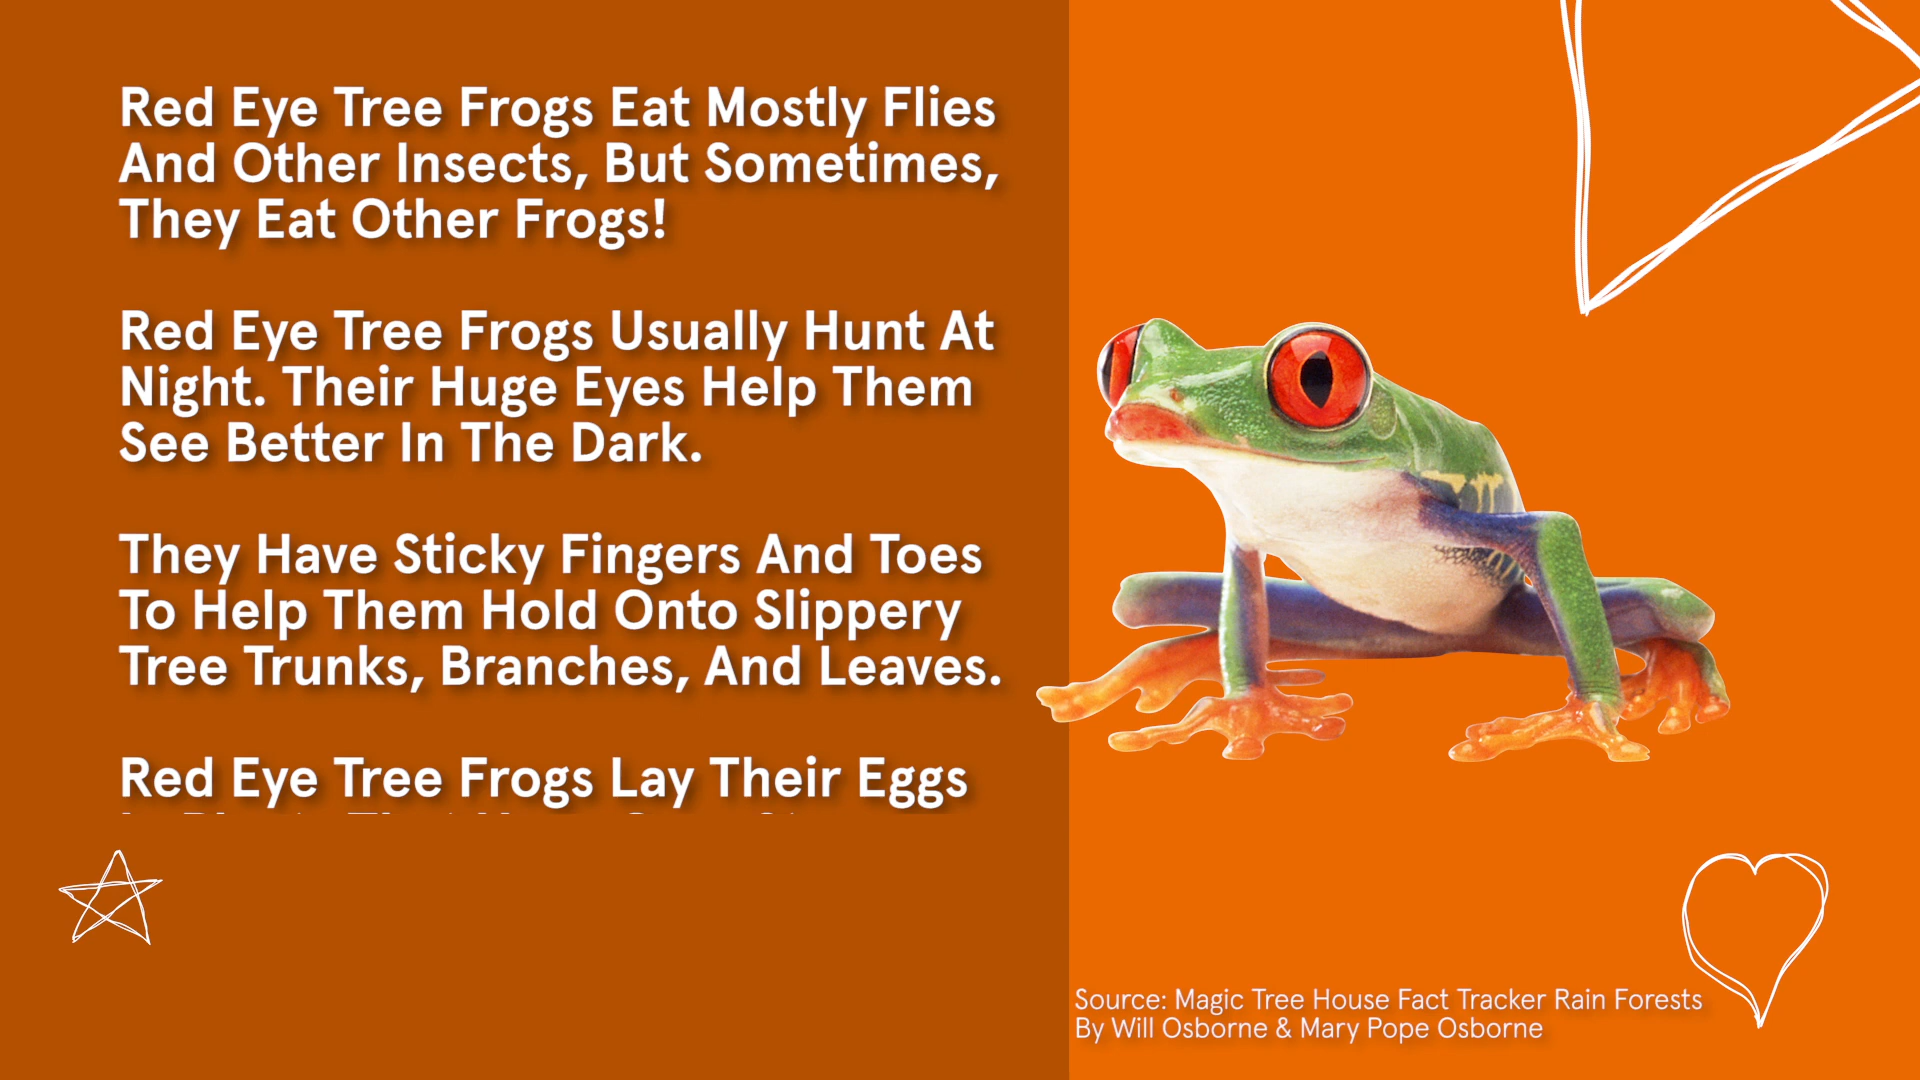 Red Eye Tree Frogs Eat Mostly Flies
And Other Insects, But Sometimes,
They Eat Other Frogs!
Red Eye Tree Frogs Usually Hunt At
Night. Their Huge Eyes Help Them
See Better In The Dark.
They Have Sticky Fingers And Toes
To Help Them Hold Onto Slippery
Tree Trunks, Branches, And Leaves.
Red Eye Tree Frogs Lay Their Eggs
Source: Magic Tree House Fact Tracker Rain Forests
By Will Osborne & Mary Pope Osborne